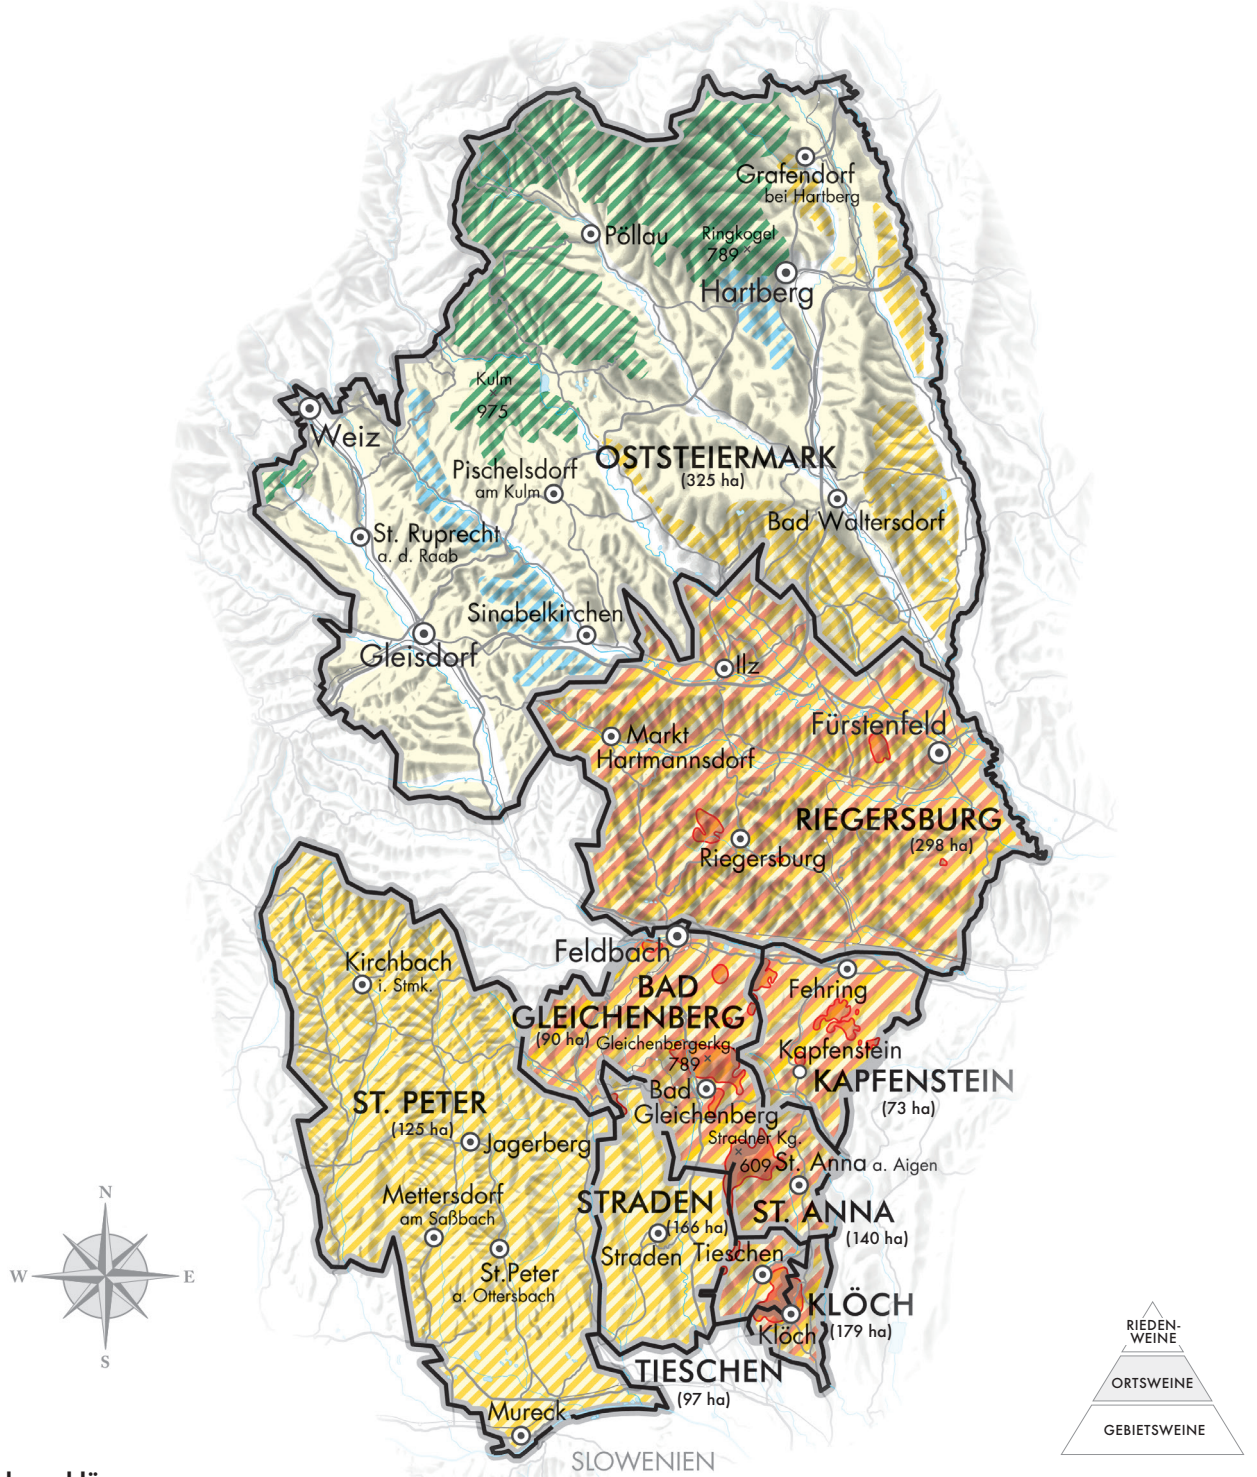 Grafendorf
bei Hartberg
Pöllau
Ringkogel
789
Hartberg
Kulm
975
Weiz
OSTSTEIERMARK
(325 ha)
Pischelsdorf
am Kulm
Bad Waltersdorf
St. Ruprecht
a. d. Raab
Sinabelkirchen
Gleisdorf
Ilz
Fürstenfeld
Markt
Hartmannsdorf
RIEGERSBURG
(298 ha)
Riegersburg
Feldbach
Kirchbach
i. Stmk.
Fehring
BAD
GLEICHENBERG
(90 ha)
Gleichenbergerkg.
789
Kapfenstein
KAPFENSTEIN
(73 ha)
Bad
Gleichenberg
ST. PETER
(125 ha)
Jagerberg
Stradner Kg.
609
St. Anna a. Aigen
Mettersdorf
am Saßbach
STRADEN
(166 ha)
ST. ANNA
(140 ha)
Straden
Tieschen
St.Peter
a. Ottersbach
KLÖCH
(179 ha)
Klöch
TIESCHEN
(97 ha)
Mureck
SLOWENIEN
N
W
E
S
RIEDEN-
WEINE
ORTSWEINE
GEBIETSWEINE